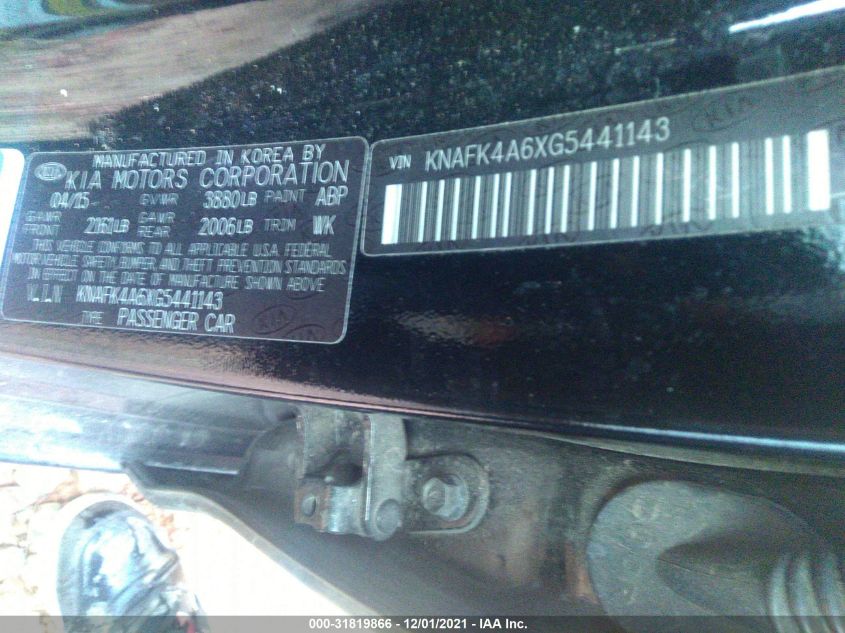 KIA
MANUFACTURED IN KOREA BY
KIA MOTORS CORPORATION
04/15 GVWR 3880LB PAINT ABP
GAWR FRONT 2161LB GAWR REAR 2006LB TRIM WK
THIS VEHICLE CONFORMS TO ALL APPLICABLE U.S.A. FEDERAL
MOTOR VEHICLE SAFETY BUMPER, AND THEFT PREVENTION STANDARDS
IN EFFECT ON THE DATE OF MANUFACTURE SHOWN ABOVE
V.I.N KNAFK4A6XG5441143
TYPE PASSENGER CAR
VIN KNAFK4A6XG5441143
000-31819866 - 12/01/2021 - IAA Inc.